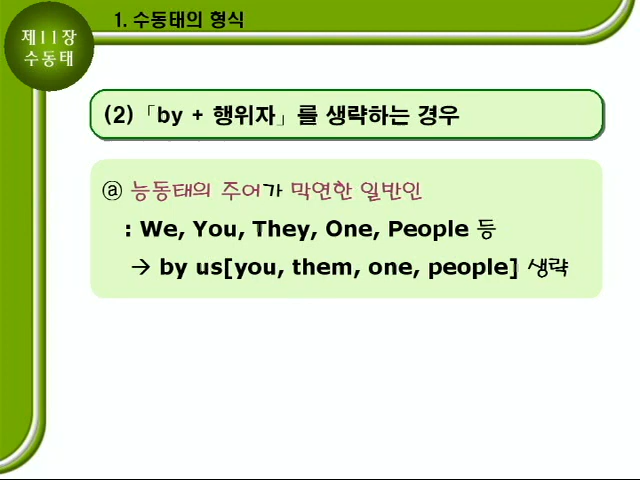 제11장
수동태
1. 수동태의 형식
(2)「by + 행위자」를 생략하는 경우
ⓐ 능동태의 주어가 막연한 일반인
: We, You, They, One, People 등
→ by us[you, them, one, people] 생략